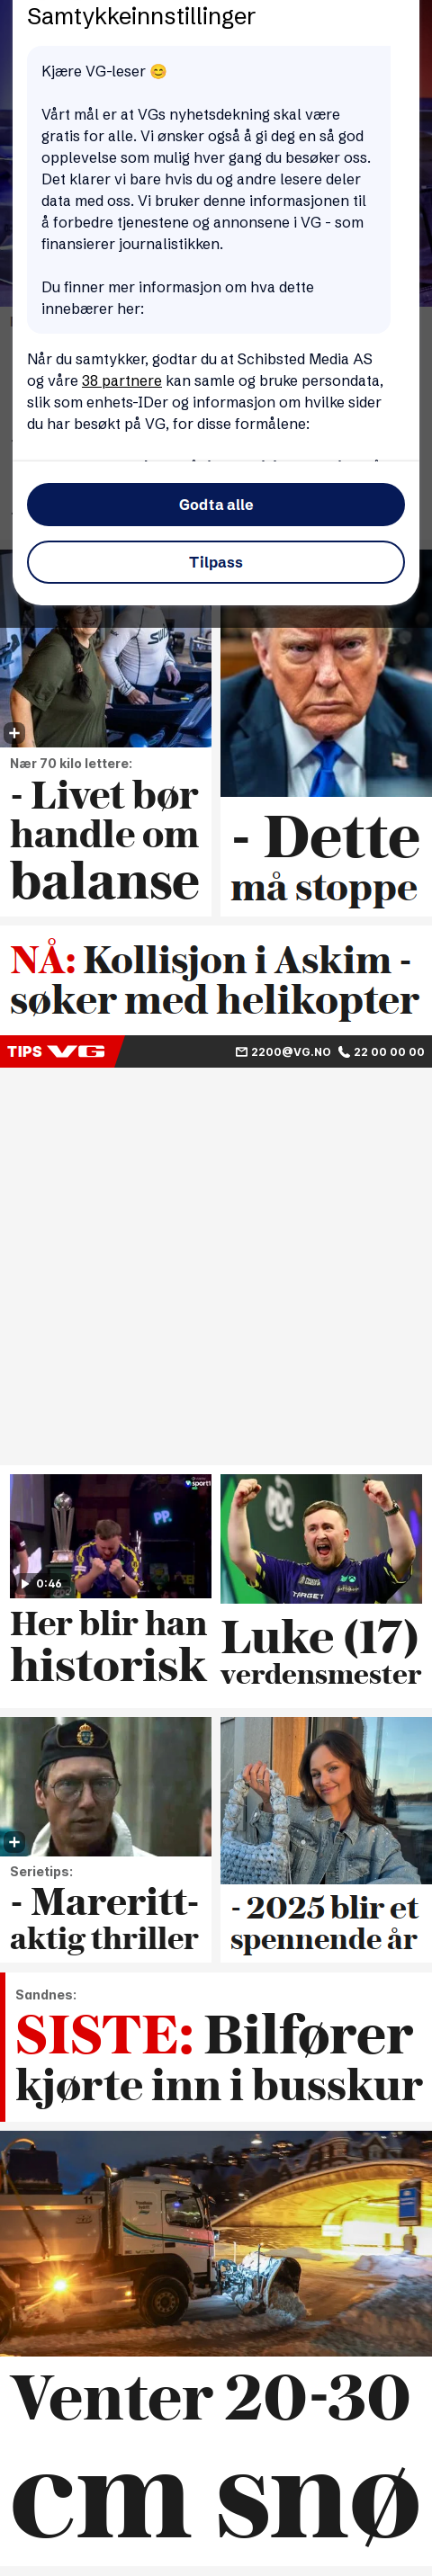 Samtykkeinnstillinger
Kjære VG-leser 😊
Vårt mål er at VGs nyhetsdekning skal være
gratis for alle. Vi ønsker også å gi deg en så god
opplevelse som mulig hver gang du besøker oss.
Det klarer vi bare hvis du og andre lesere deler
data med oss. Vi bruker denne informasjonen til
å forbedre tjenestene og annonsene i VG - som
finansierer journalistikken.
Du finner mer informasjon om hva dette
innebærer her:
Når du samtykker, godtar du at Schibsted Media AS
og våre 38 partnere kan samle og bruke persondata,
slik som enhets-IDer og informasjon om hvilke sider
du har besøkt på VG, for disse formålene:
Godta alle
Tilpass
Nær 70 kilo lettere:
- Livet bør
handle om
balanse
- Dette
må stoppe
NÅ: Kollisjon i Askim -
søker med helikopter
TIPS VG
2200@VG.NO
22 00 00 00
0:46
Her blir han
historisk
TARGET
Luke (17)
verdensmester
Serietips:
- Mareritt-
aktig thriller
- 2025 blir et
spennende år
Sandnes:
SISTE: Bilfører
kjørte inn i busskur
11
Venter 20-30
cm snø